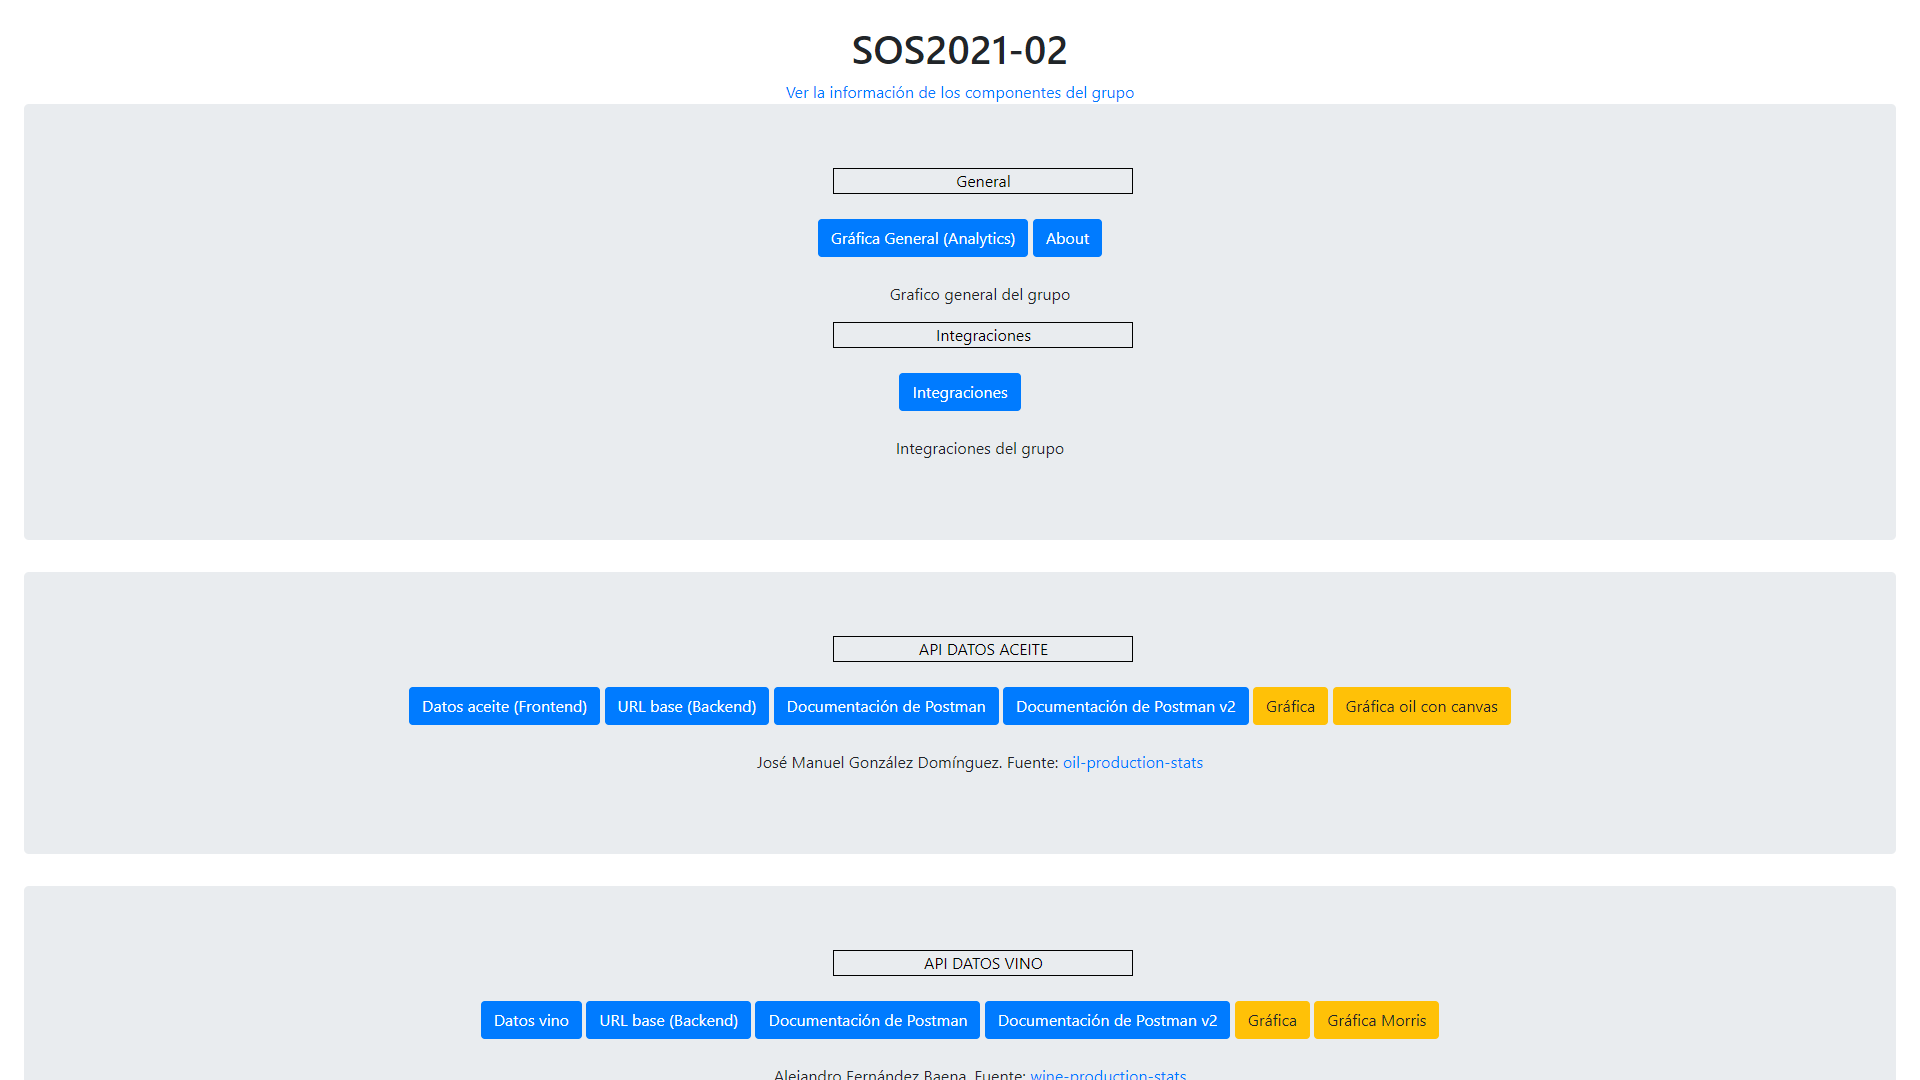 SOS2021-02
Ver la información de los componentes del grupo
General
Gráfica General (Analytics) About
Grafico general del grupo
Integraciones
Integraciones
Integraciones del grupo
API DATOS ACEITE
Datos aceite (Frontend) URL base (Backend) Documentación de Postman Documentación de Postman v2 Gráfica Gráfica oil con canvas
José Manuel González Domínguez. Fuente: oil-production-stats
API DATOS VINO
Datos vino URL base (Backend) Documentación de Postman Documentación de Postman v2 Gráfica Gráfica Morris
Alejandro Fernández Baena. Fuente: wine-production-stats